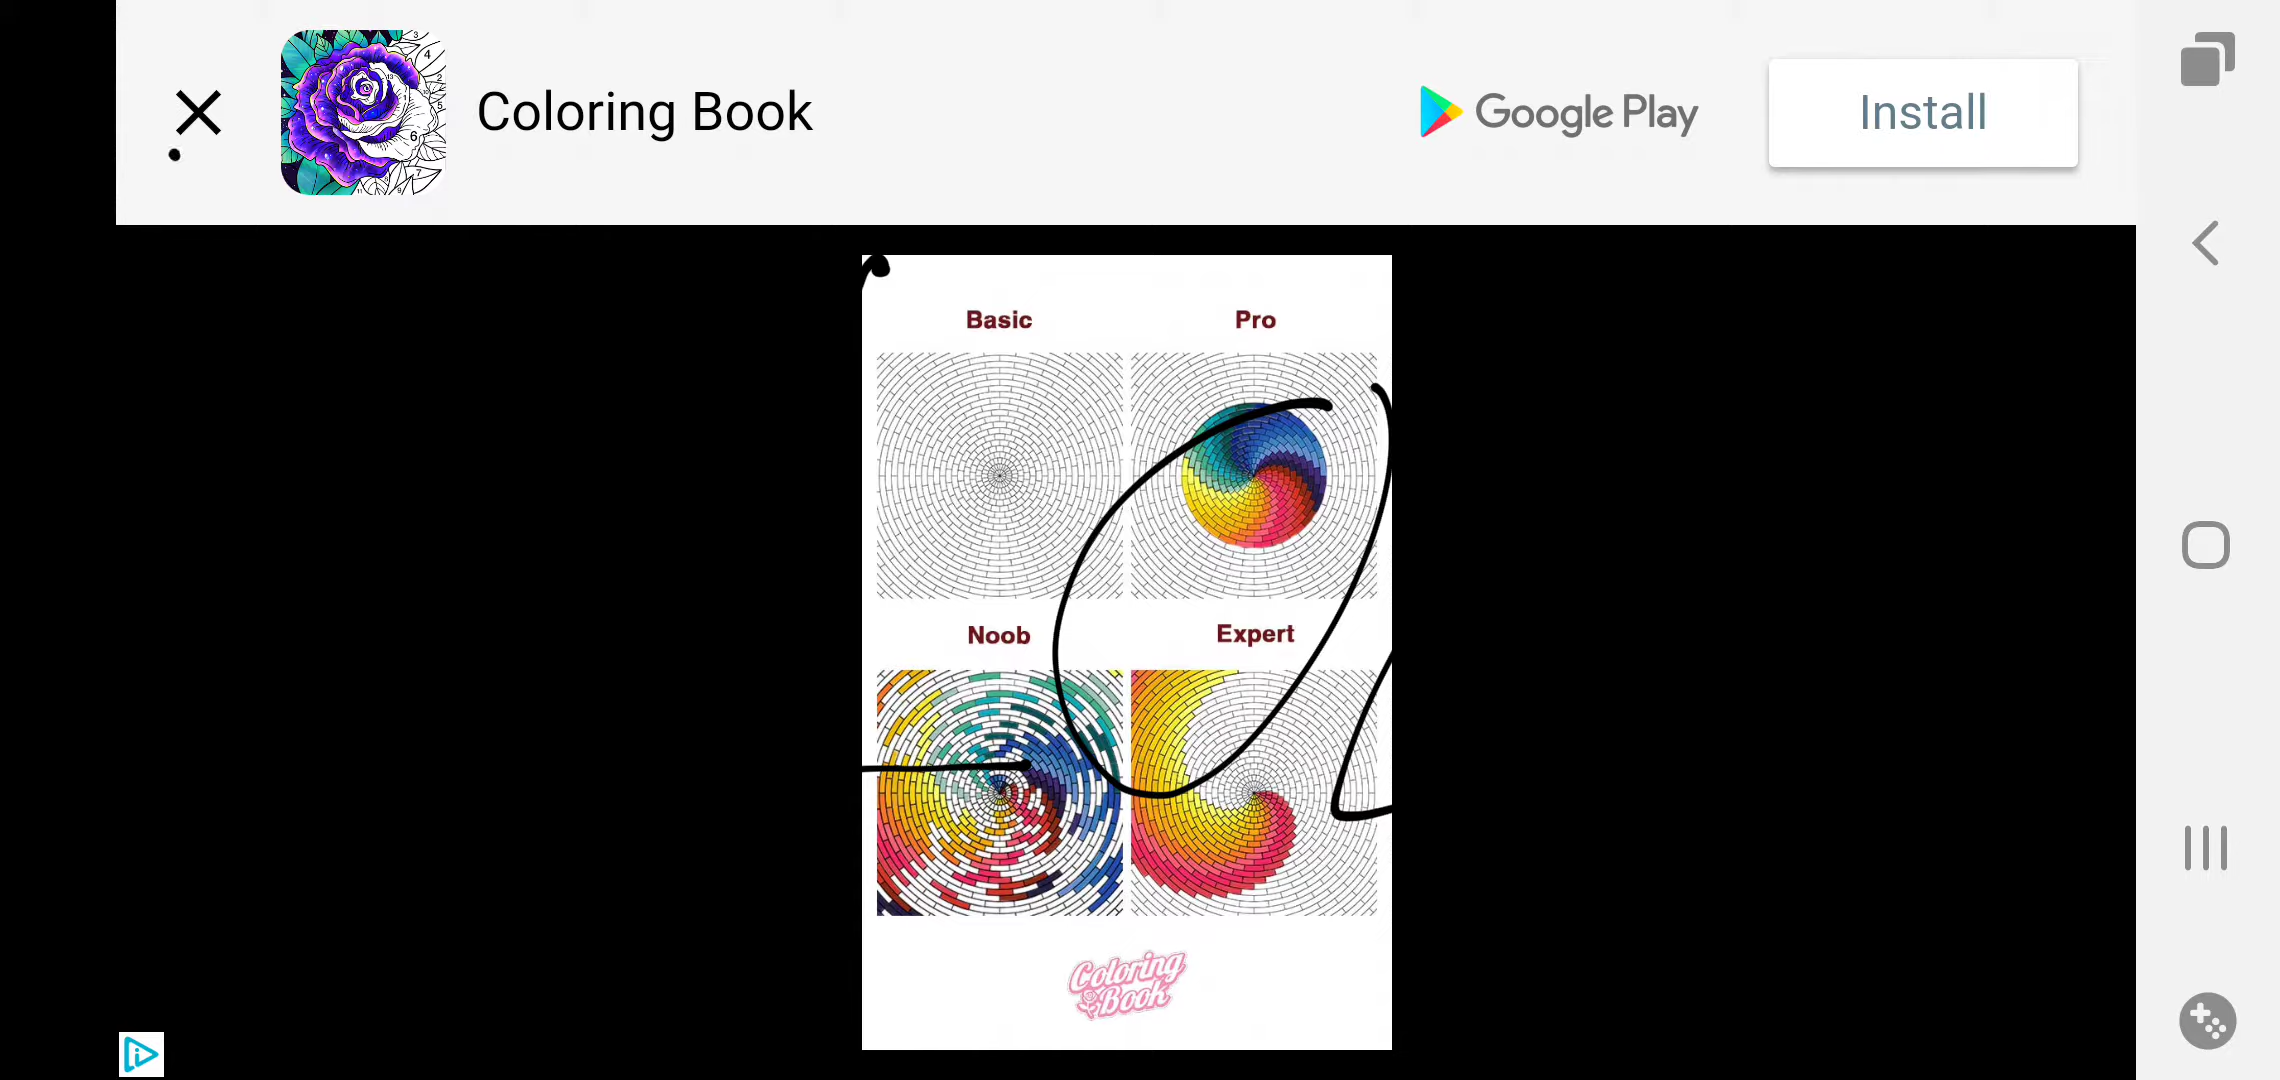 Coloring Book
Google Play
Install
Basic
Pro
Noob
Expert
Coloring
Book